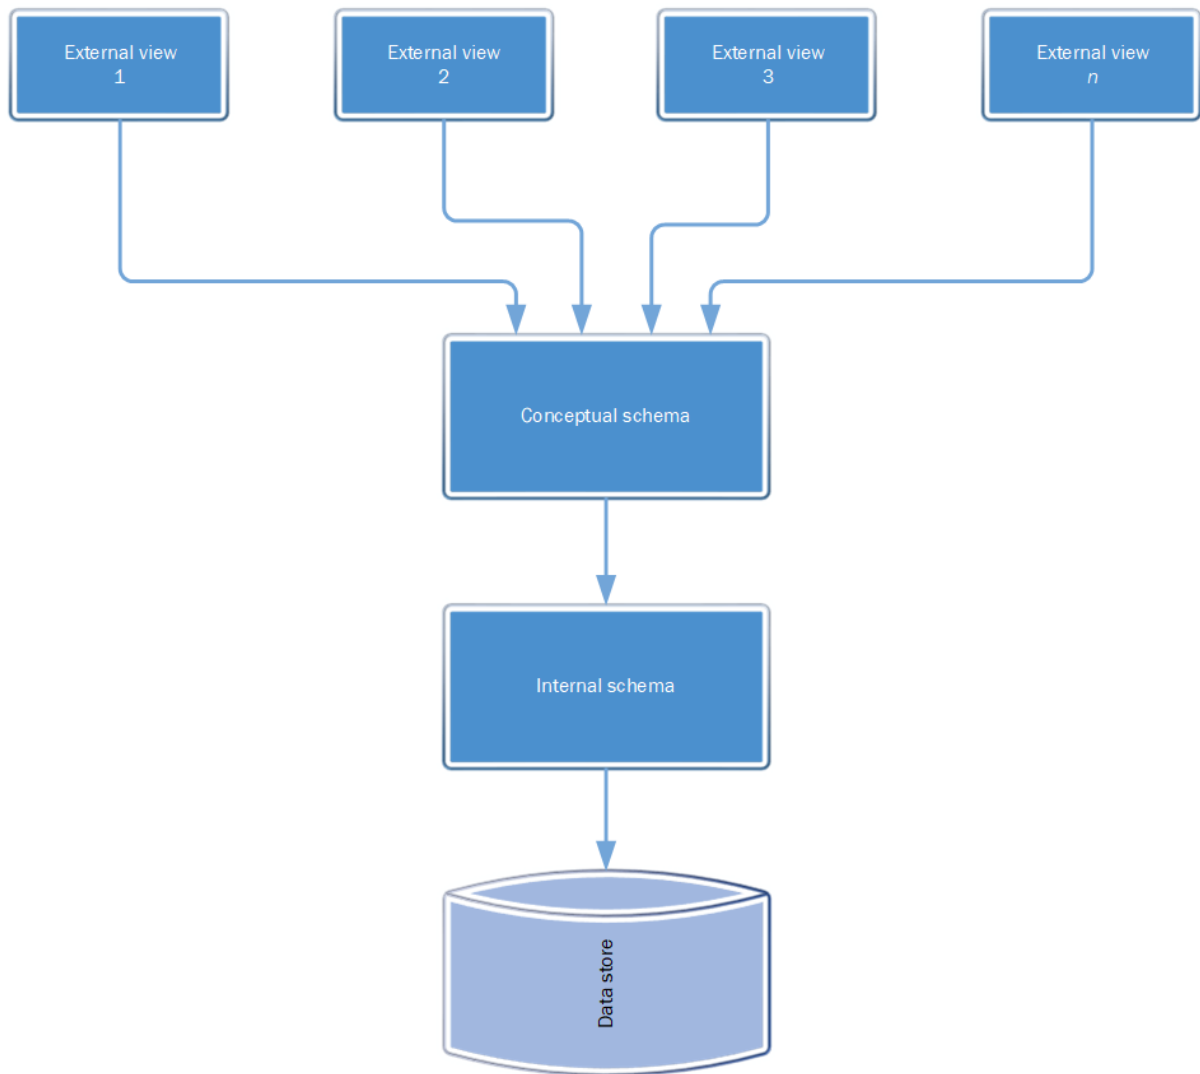 External view
1
External view
2
External view
3
External view
n
Conceptual schema
Internal schema
Data store